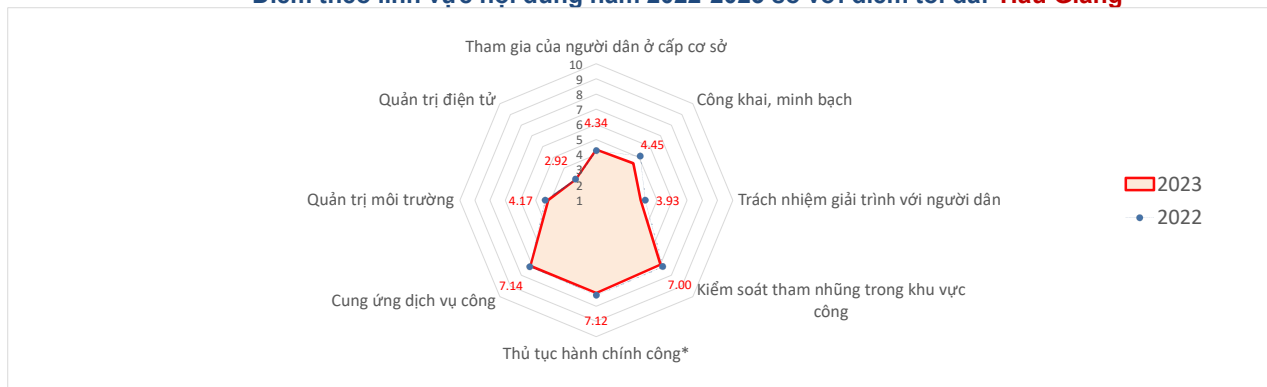 Tham gia của người dân ở cấp cơ sở
10
9
8
7
6
5
4
3
2
1
Quản trị điện tử
Công khai, minh bạch
4.34
4.45
2.92
Quản trị môi trường
4.17
3.93
Trách nhiệm giải trình với người dân
2023
2022
Cung ứng dịch vụ công
7.14
7.12
7.00
Kiểm soát tham nhũng trong khu vực
công
Thủ tục hành chính công*